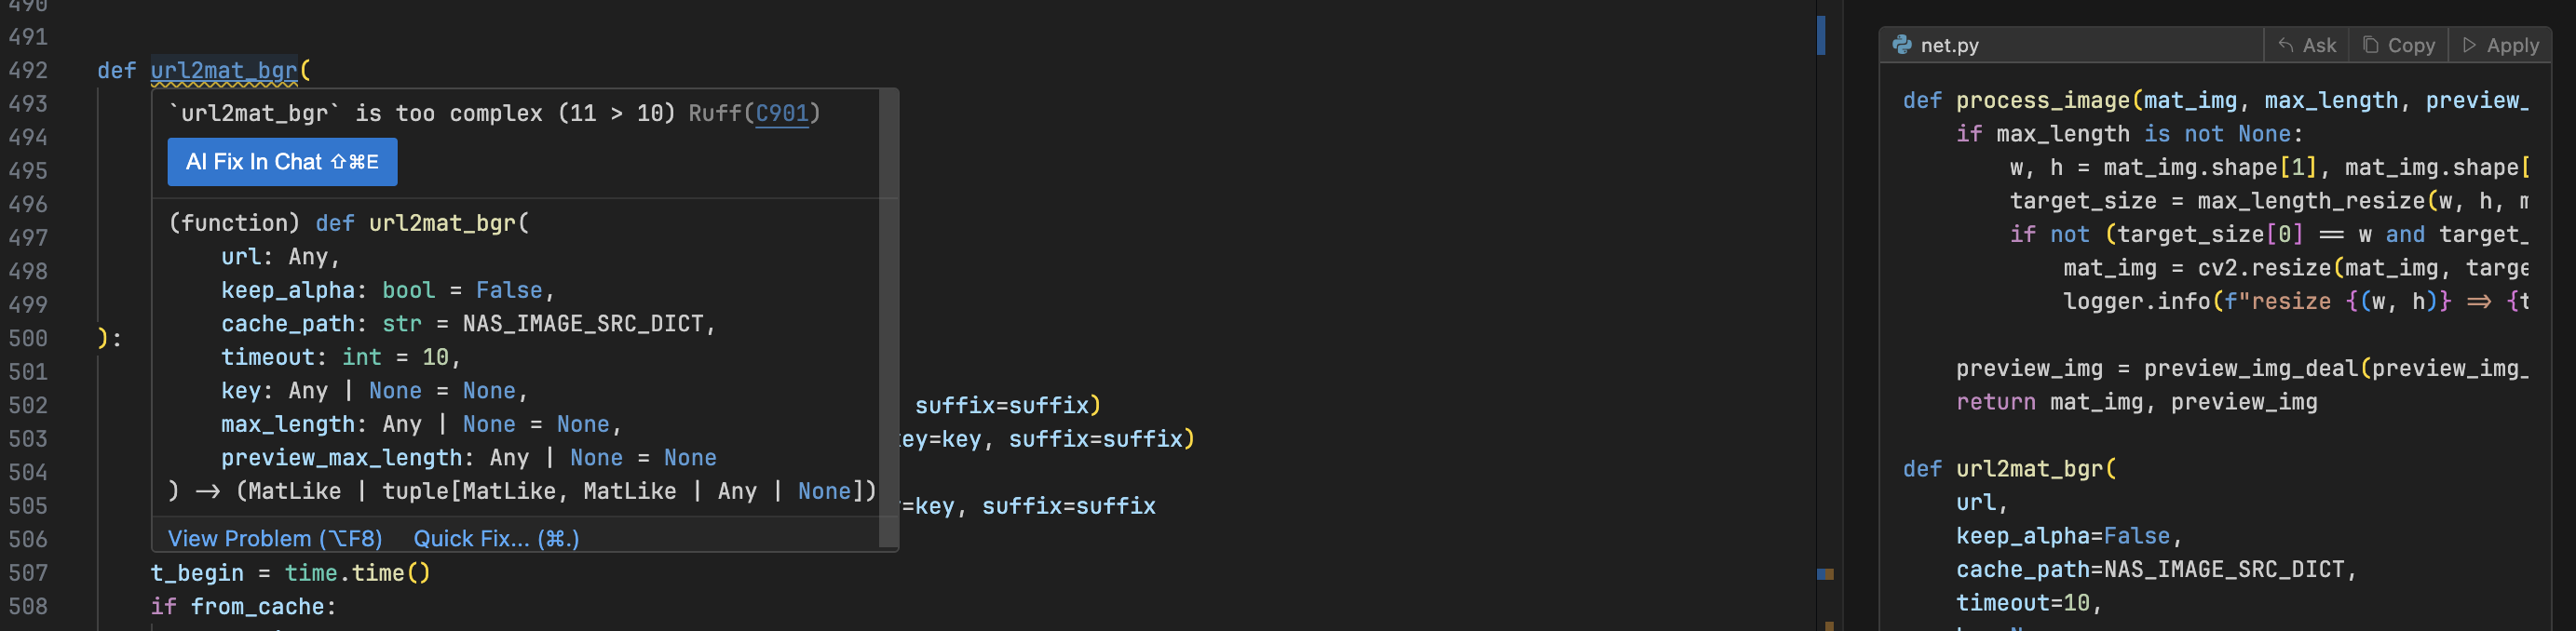 490
491
492 def url2mat_bgr(
493
494
495
496
497
498
499
500 ):
501
502 suffix=suffix)
503 ey=key, suffix=suffix)
504
505 =key, suffix=suffix
506
507 t_begin = time.time()
508 if from_cache:
`url2mat_bgr` is too complex (11 > 10) Ruff(C901)
AI Fix In Chat ⇧⌘E
(function) def url2mat_bgr(
url: Any,
keep_alpha: bool = False,
cache_path: str = NAS_IMAGE_SRC_DICT,
timeout: int = 10,
key: Any | None = None,
max_length: Any | None = None,
preview_max_length: Any | None = None
) -> (MatLike | tuple[MatLike, MatLike | Any | None])
View Problem (⌥F8) Quick Fix... (⌘.)
net.py Ask Copy Apply
def process_image(mat_img, max_length, preview_
if max_length is not None:
w, h = mat_img.shape[1], mat_img.shape[
target_size = max_length_resize(w, h, m
if not (target_size[0] == w and target_
mat_img = cv2.resize(mat_img, targe
logger.info(f"resize {(w, h)} => {t
preview_img = preview_img_deal(preview_img_
return mat_img, preview_img
def url2mat_bgr(
url,
keep_alpha=False,
cache_path=NAS_IMAGE_SRC_DICT,
timeout=10,